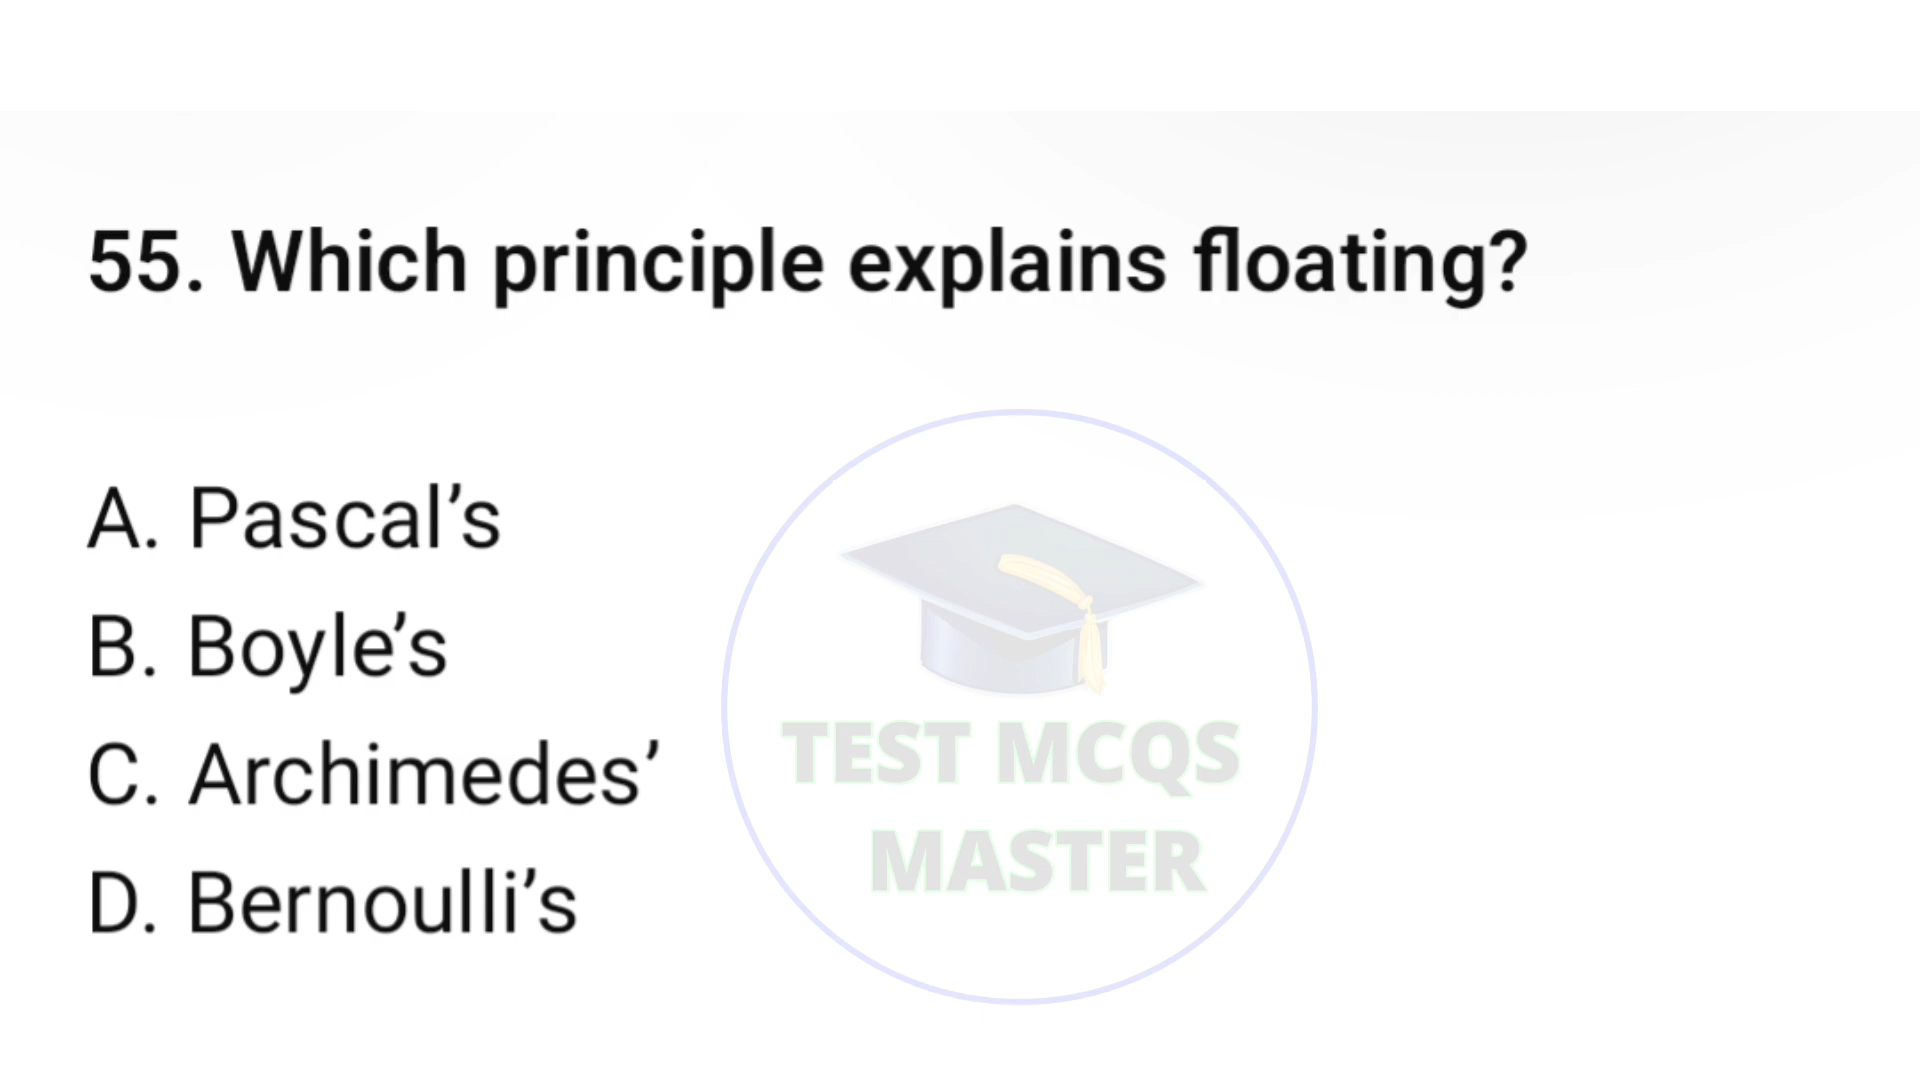 55. Which principle explains floating?
A. Pascal’s
B. Boyle’s
C. Archimedes’
D. Bernoulli’s
TEST MCQS
MASTER